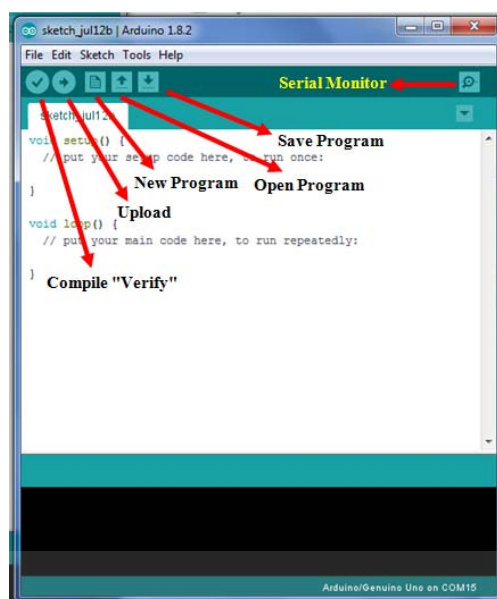 sketch_jul12b | Arduino 1.8.2
File Edit Sketch Tools Help
Serial Monitor
sketch_jul12b
void setup() {
// put your setup code here, to run once:
Save Program
New Program
Open Program
}
Upload
void loop() {
// put your main code here, to run repeatedly:
}
Compile "Verify"
Arduino/Genuino Uno on COM15